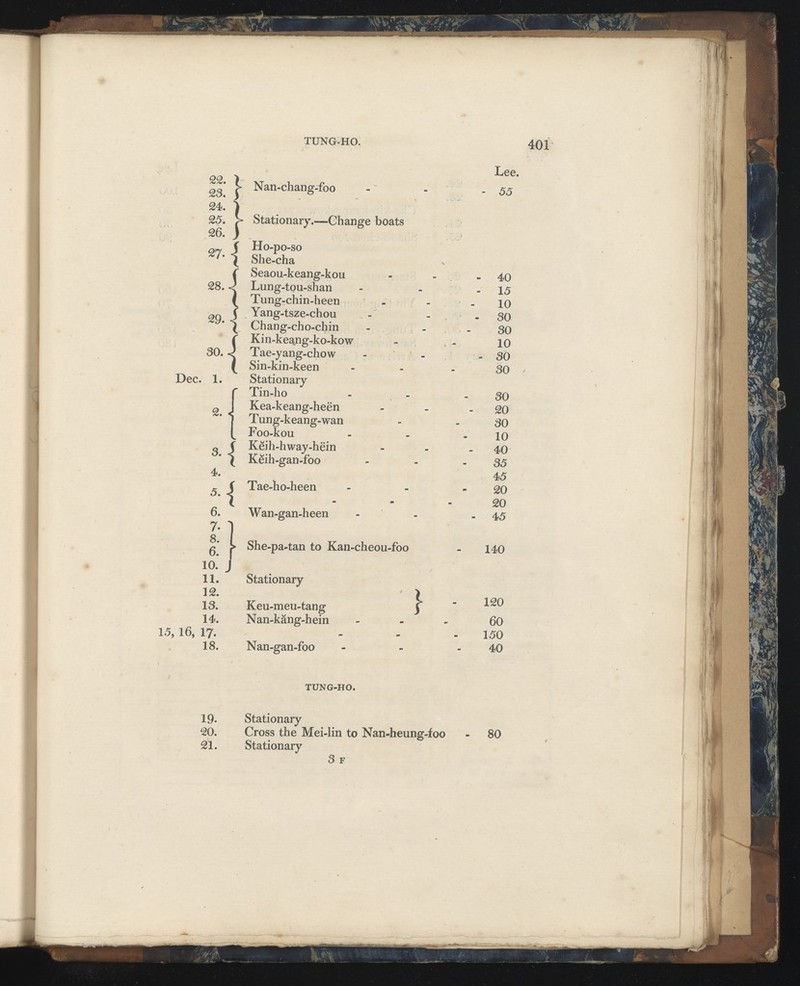 TUNG-HO. 401
Lee.
22.
23. } Nan-chang-foo - - - 55
24.
25. } Stationary.—Change boats
26.
27. { Ho-po-so
She-cha
Seaou-keang-kou - - - 40
28. { Lung-tou-shan - - - 15
Tung-chin-heen - - - 10
29. { Yang-tsze-chou - - - 30
Chang-cho-chin - - - 30
Kin-keang-ko-kow - - 10
30. { Tae-yang-chow - - - 30
Sin-kin-keen - - - 30
Dec. 1. Stationary
Tin-ho - - - 30
2. { Kea-keang-heën - - - 20
Tung-keang-wan - - 30
Foo-kou - - - 10
3. { Kĕih-hway-hëin - - - 40
Kĕih-gan-foo - - - 35
4. 45
5. { Tae-ho-heen - - - 20
- - - 20
6. Wan-gan-heen - - - 45
7.
8.
6. } She-pa-tan to Kan-cheou-foo - 140
10.
11. Stationary
12.
13. Keu-meu-tang } - 120
14. Nan-kăng-hein - - - 60
15, 16, 17. - - - 150
18. Nan-gan-foo - - - 40
TUNG-HO.
19. Stationary
20. Cross the Mei-lin to Nan-heung-foo - 80
21. Stationary
3 F